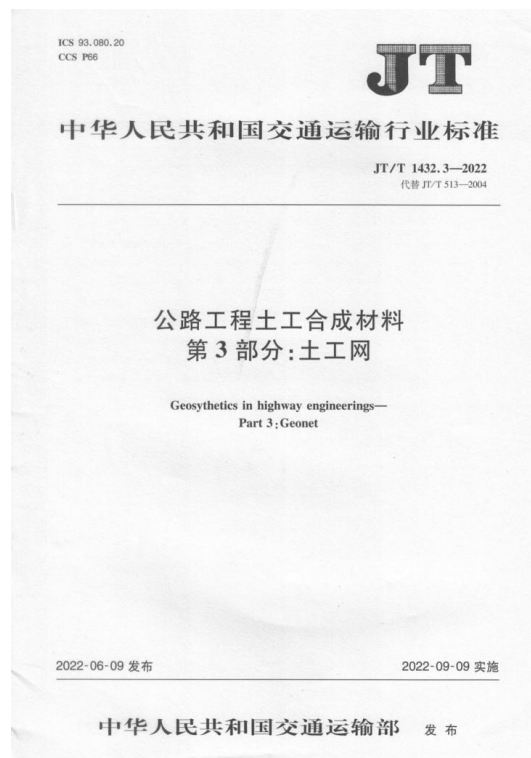 ICS 93.080.20
CCS P66
JT
中华人民共和国交通运输行业标准
JT/T 1432.3—2022
代替 JT/T 513—2004
公路工程土工合成材料
第3部分:土工网
Geosythetics in highway engineerings—
Part 3:Geonet
2022-06-09 发布
2022-09-09 实施
中华人民共和国交通运输部 发布